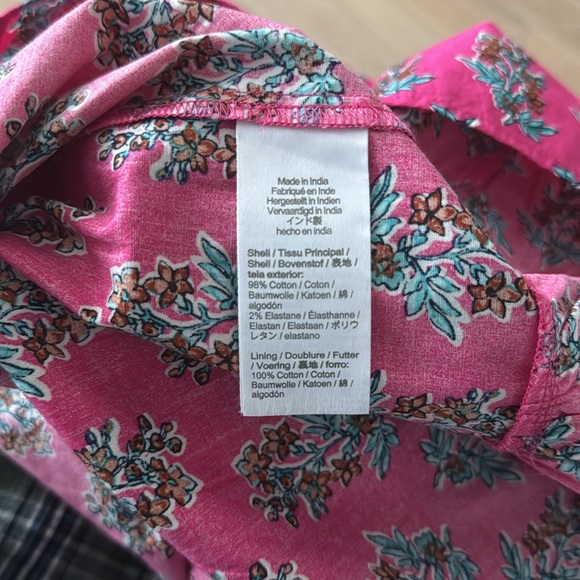 Made in India
Fabriqué en Inde
Hergestellt in Indien
Vervaardigd in India
インド製
hecho en India
Shell / Tissu Principal /
Shell / Bovenstof / 表地 /
tela exterior:
98% Cotton / Coton /
Baumwolle / Katoen / 綿 /
algodón
2% Elastane / Élasthanne /
Elastan / Elastaan / ポリウ
レタン / elastano
Lining / Doublure / Futter
/ Voering / 裏地 / forro:
100% Cotton / Coton /
Baumwolle / Katoen / 綿 /
algodón